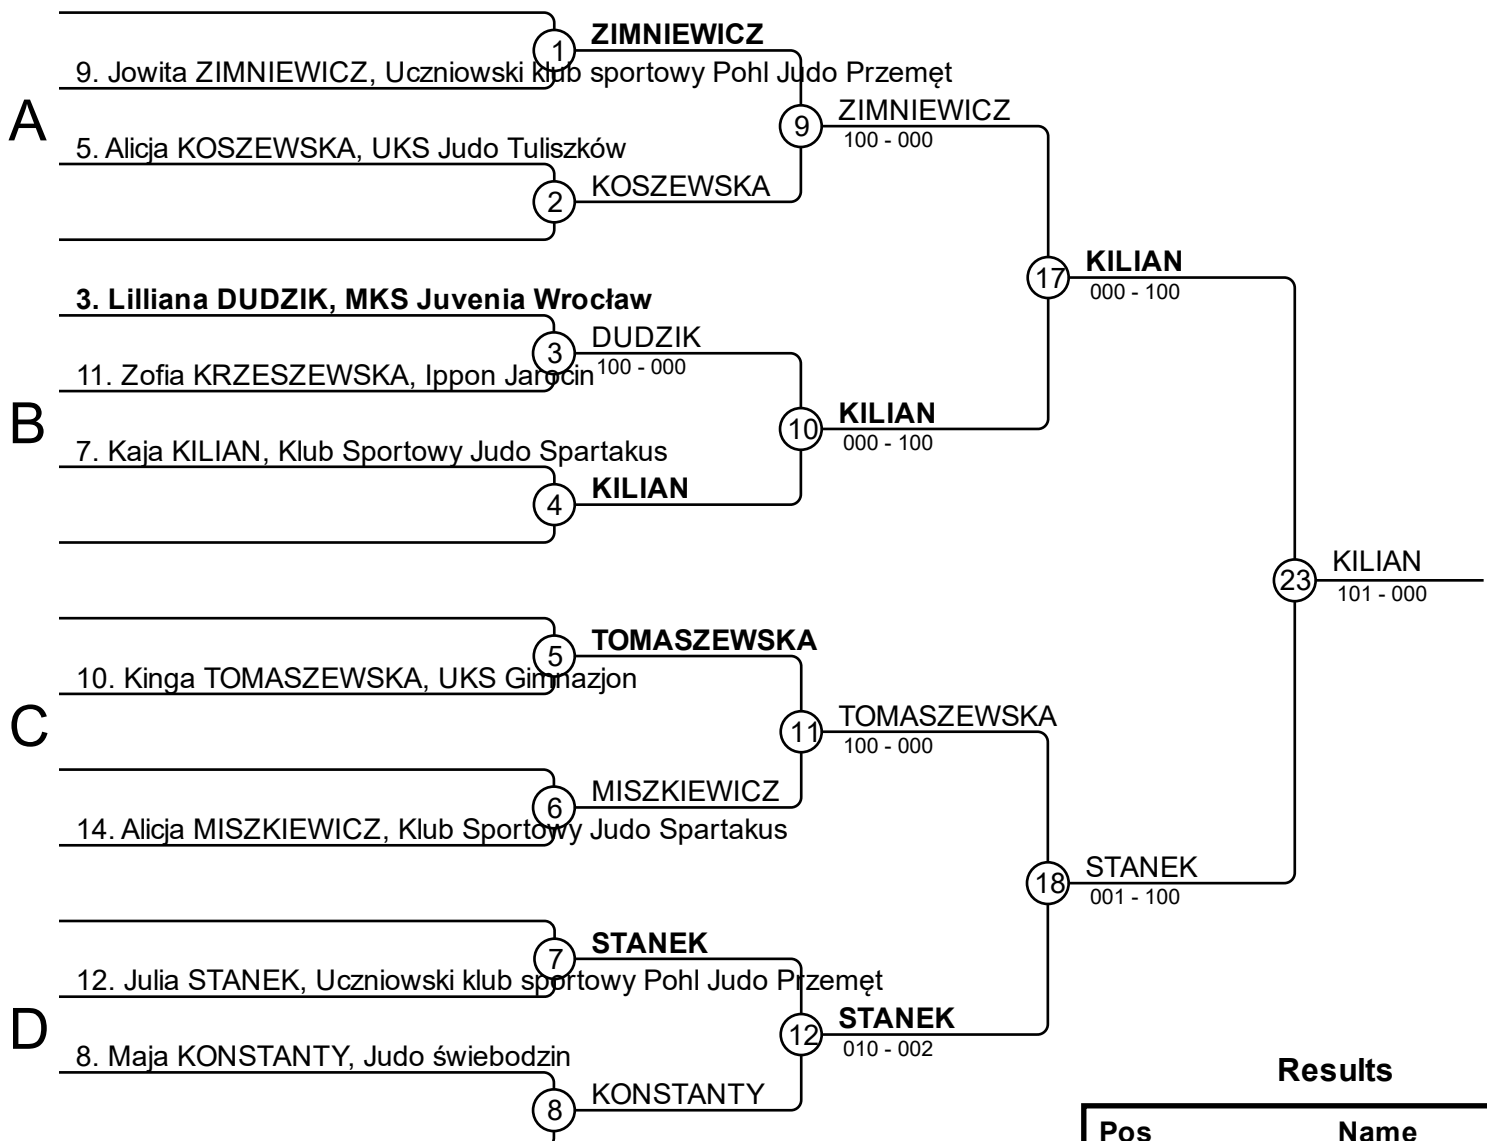 A
1
ZIMNIEWICZ
9. Jowita ZIMNIEWICZ, Uczniowski klub sportowy Pohl Judo Przemęt
9
ZIMNIEWICZ
100 - 000
5. Alicja KOSZEWSKA, UKS Judo Tuliszków
2
KOSZEWSKA
17
KILIAN
000 - 100
B
3. Lilliana DUDZIK, MKS Juvenia Wrocław
3
DUDZIK
100 - 000
11. Zofia KRZESZEWSKA, Ippon Jarocin
10
KILIAN
000 - 100
7. Kaja KILIAN, Klub Sportowy Judo Spartakus
4
KILIAN
23
KILIAN
101 - 000
C
5
TOMASZEWSKA
10. Kinga TOMASZEWSKA, UKS Gimnazjon
11
TOMASZEWSKA
100 - 000
6
MISZKIEWICZ
14. Alicja MISZKIEWICZ, Klub Sportowy Judo Spartakus
18
STANEK
001 - 100
D
7
STANEK
12. Julia STANEK, Uczniowski klub sportowy Pohl Judo Przemęt
12
STANEK
010 - 002
8. Maja KONSTANTY, Judo świebodzin
8
KONSTANTY
Results
Pos Name